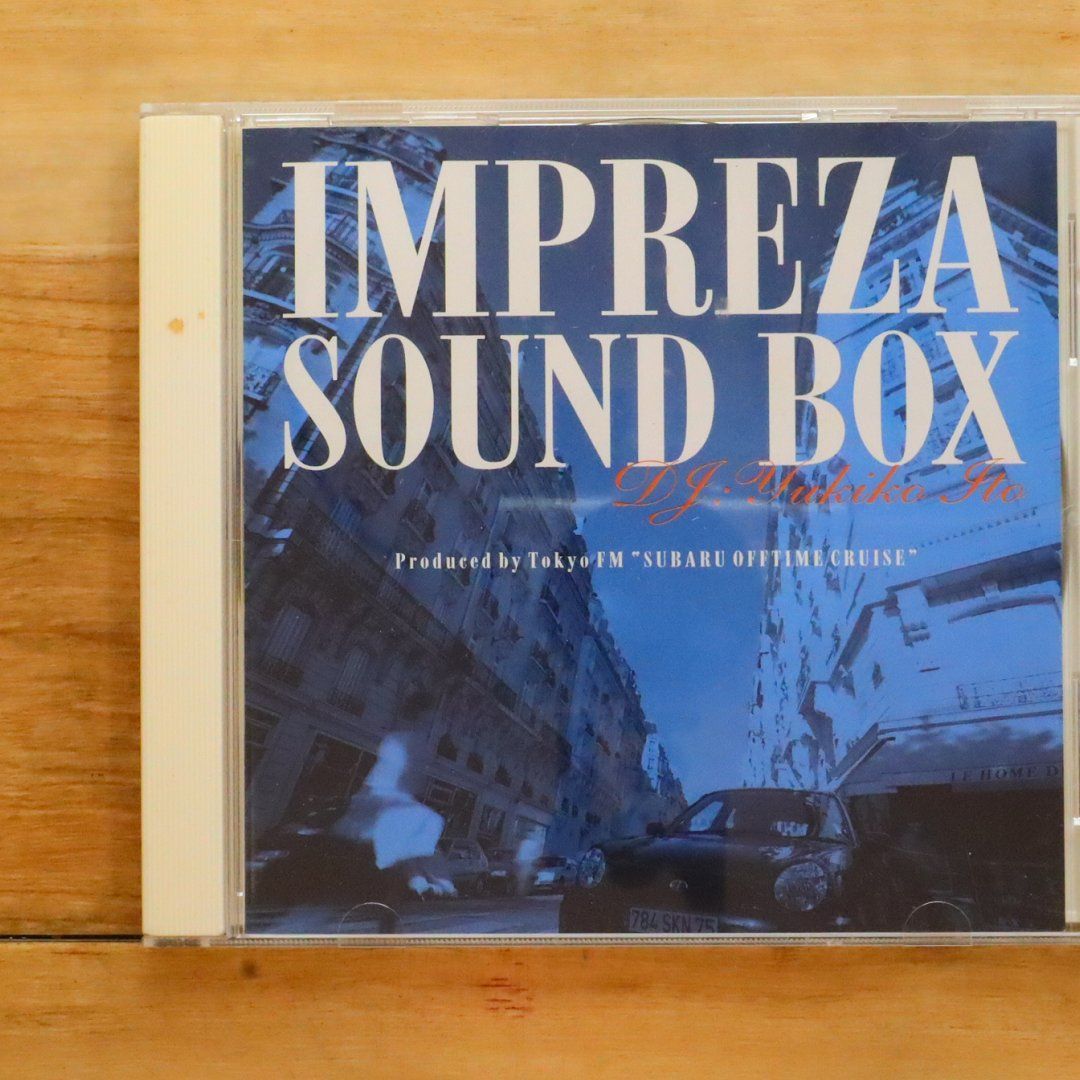 IMPREZA
SOUND BOX
DJ. Yukiko Ito
Produced by Tokyo FM "SUBARU OFFTIME CRUISE"
LE HOME D
784 SKN 75